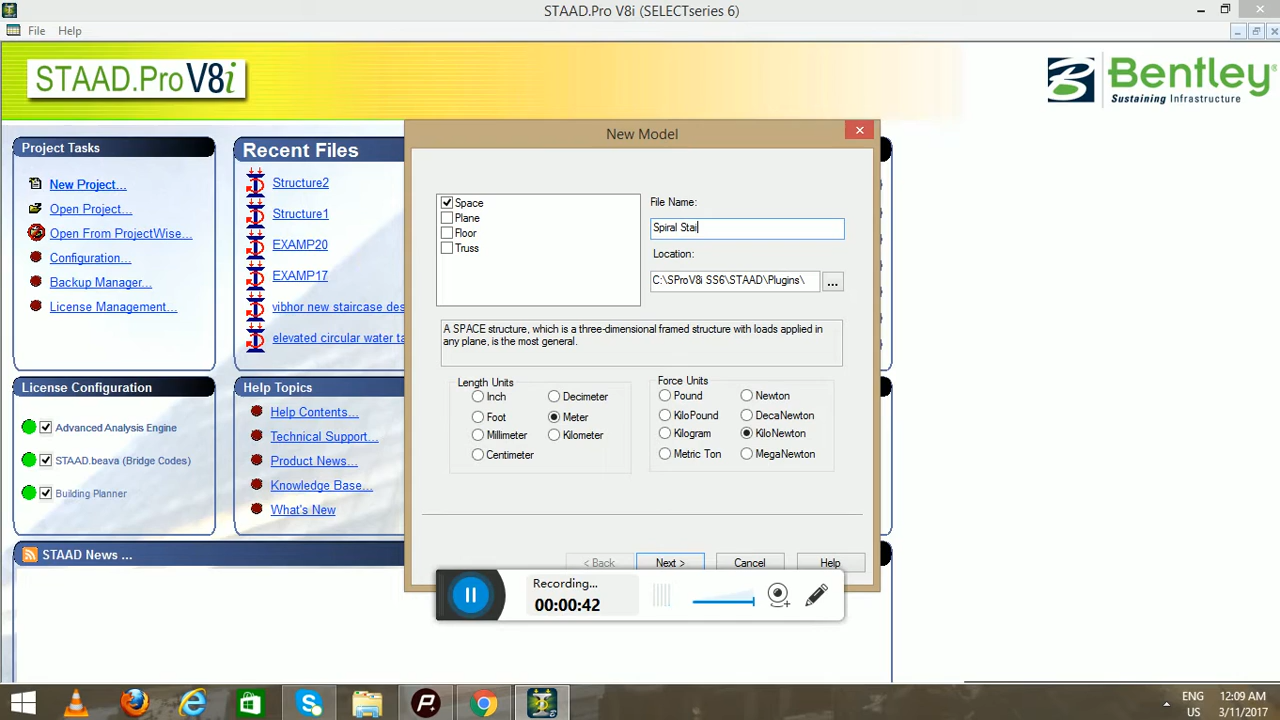 STAAD.Pro V8i (SELECTseries 6)
File Help
STAAD.Pro V8i
Bentley
Sustaining Infrastructure
Project Tasks
New Project...
Open Project...
Open From ProjectWise...
Configuration...
Backup Manager...
License Management...
Recent Files
Structure2
Structure1
EXAMP20
EXAMP17
vibhor new staircase des
elevated circular water ta
License Configuration
Advanced Analysis Engine
STAAD.beava (Bridge Codes)
Building Planner
Help Topics
Help Contents...
Technical Support...
Product News...
Knowledge Base...
What's New
STAAD News ...
New Model
Space
Plane
Floor
Truss
File Name:
Spiral Stai
Location:
C:\SProV8i SS6\STAAD\Plugins\
...
A SPACE structure, which is a three-dimensional framed structure with loads applied in
any plane, is the most general.
Length Units
Inch Decimeter
Foot Meter
Millimeter Kilometer
Centimeter
Force Units
Pound Newton
KiloPound DecaNewton
Kilogram KiloNewton
Metric Ton MegaNewton
< Back Next > Cancel Help
Recording...
00:00:42
ENG
US
12:09 AM
3/11/2017